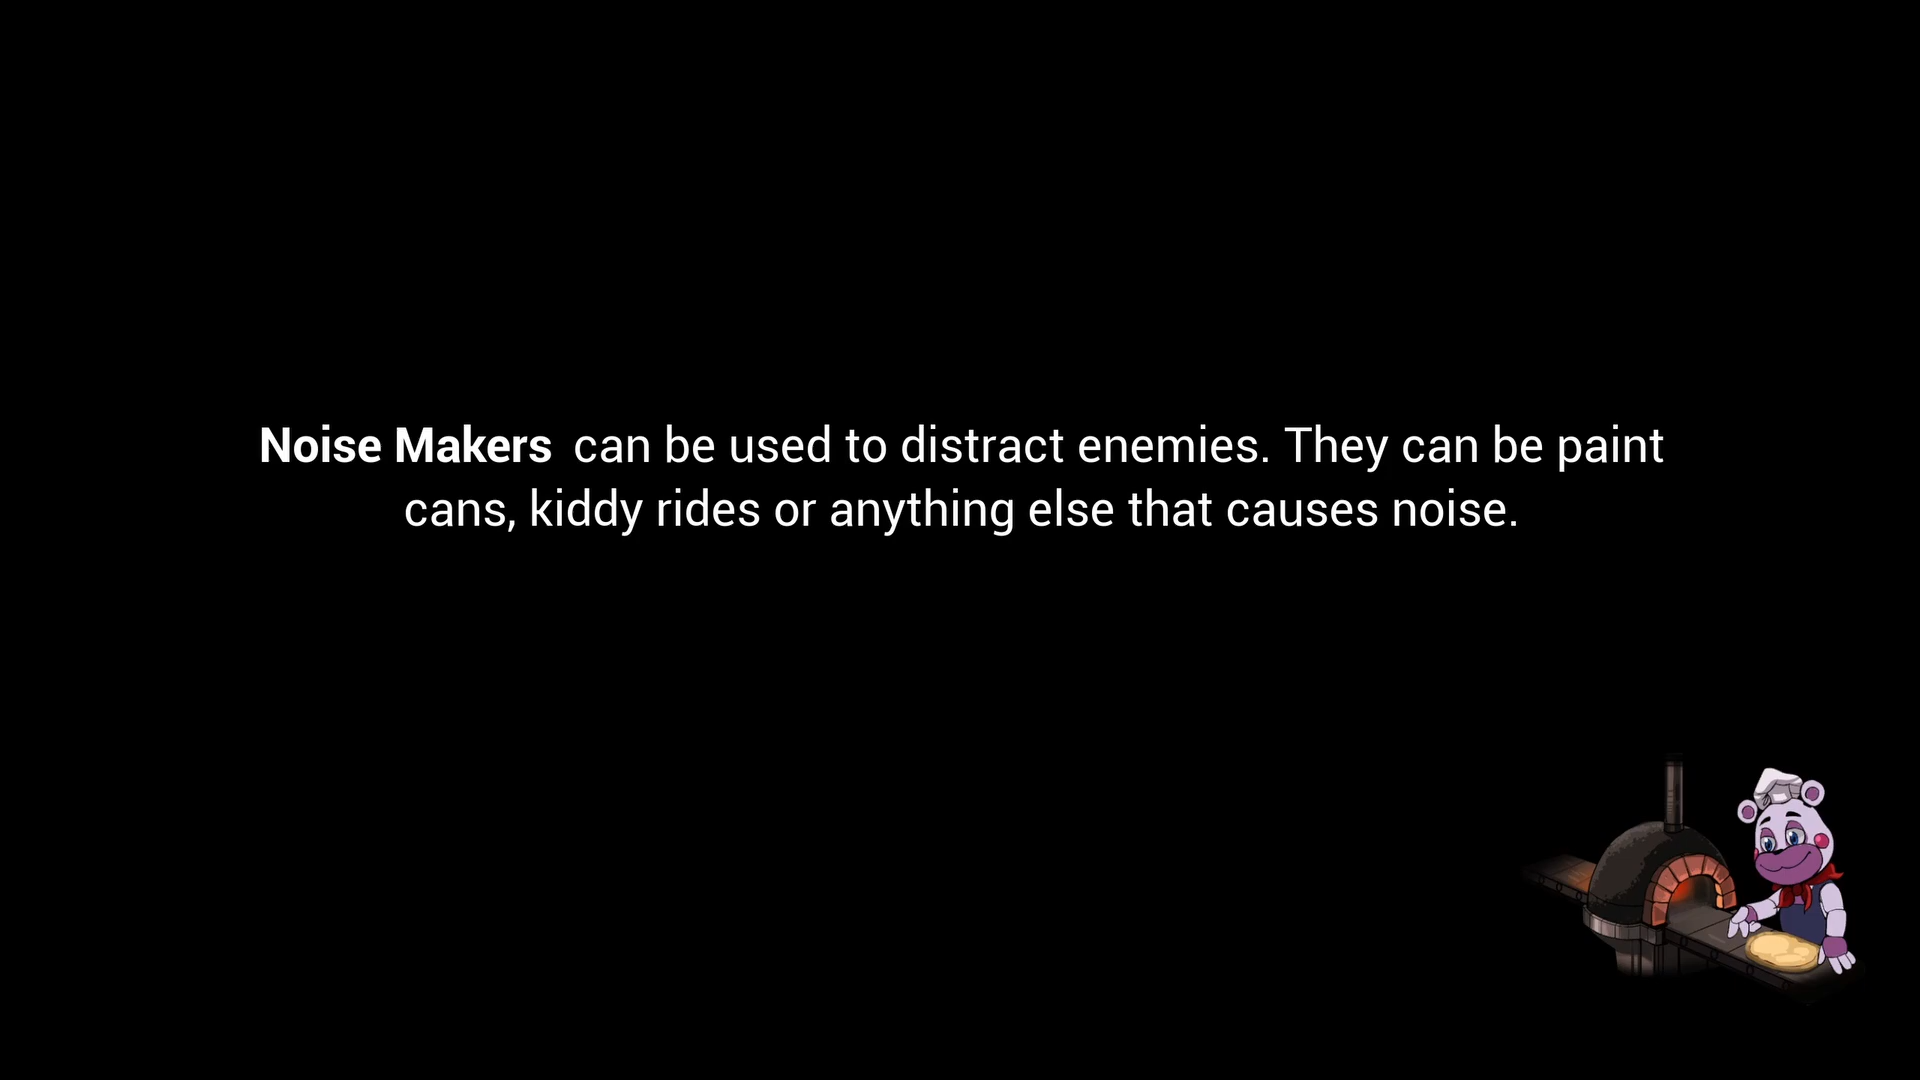 Noise Makers can be used to distract enemies. They can be paint
cans, kiddy rides or anything else that causes noise.